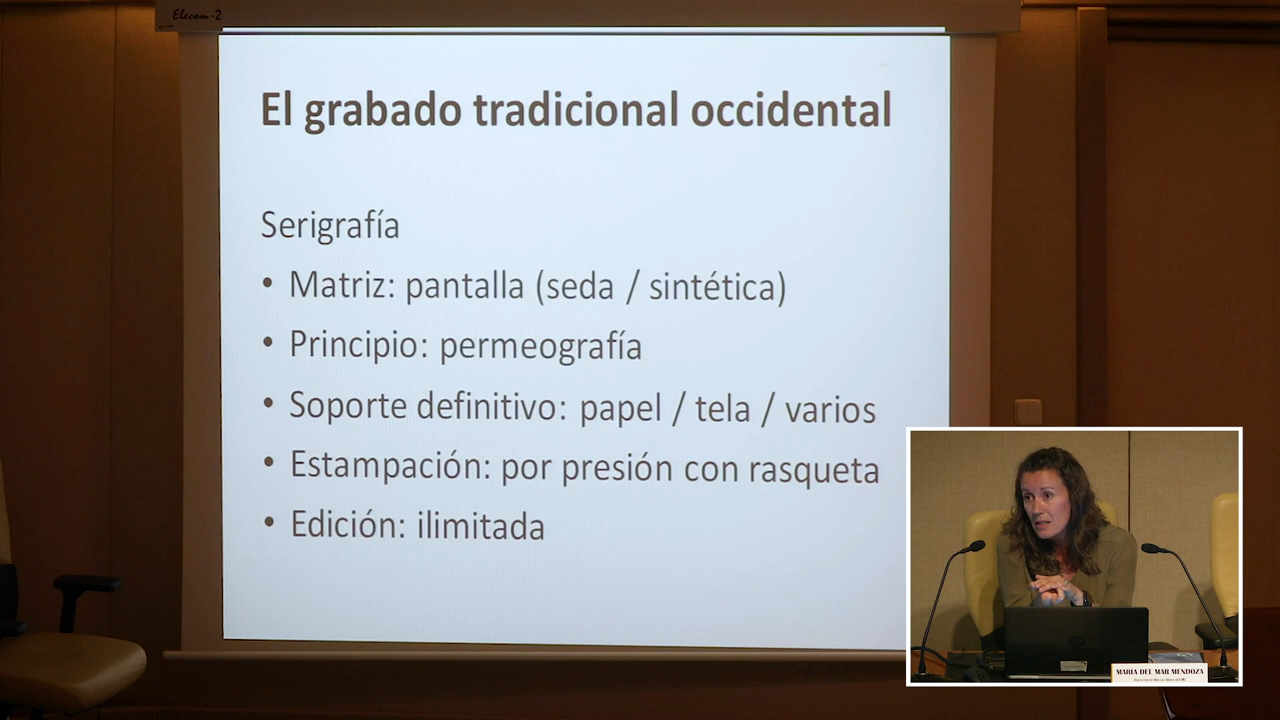 Elecom-2
El grabado tradicional occidental
Serigrafía
• Matriz: pantalla (seda / sintética)
• Principio: permeografía
• Soporte definitivo: papel / tela / varios
• Estampación: por presión con rasqueta
• Edición: ilimitada
MARÍA DEL MAR MENDOZA